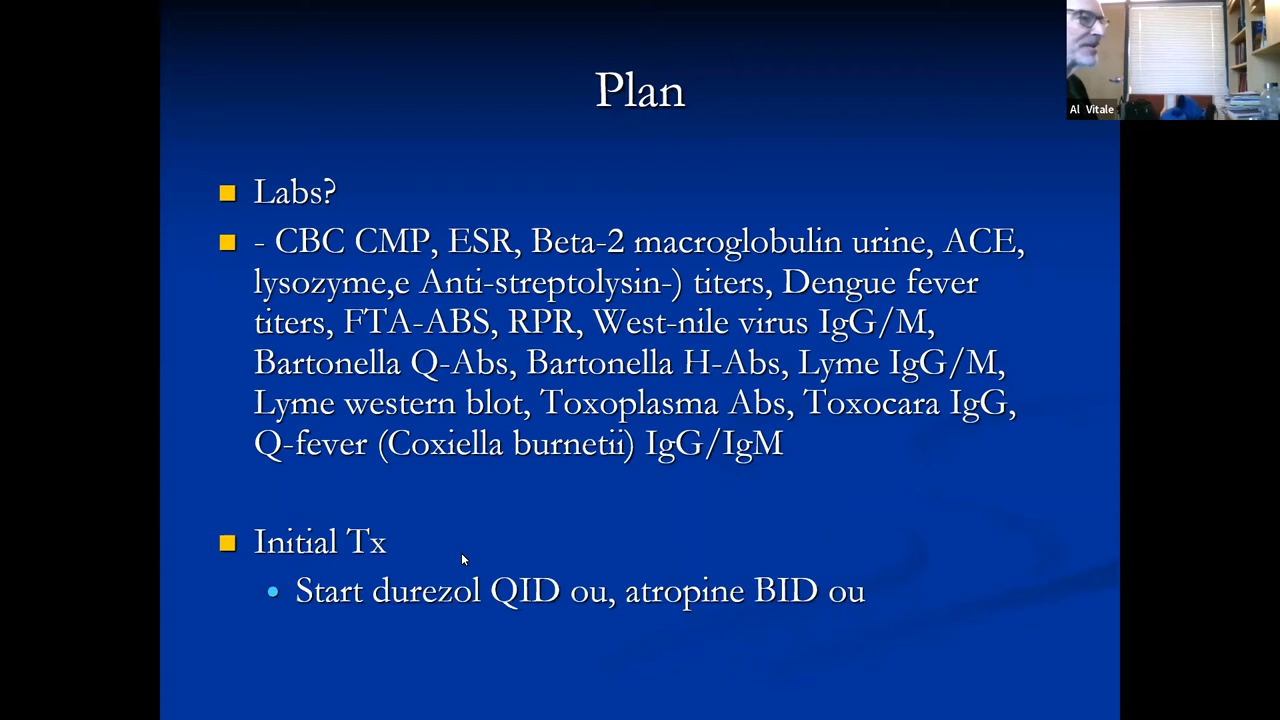 Plan
Labs?
- CBC CMP, ESR, Beta-2 macroglobulin urine, ACE,
lysozyme,e Anti-streptolysin-) titers, Dengue fever
titers, FTA-ABS, RPR, West-nile virus IgG/M,
Bartonella Q-Abs, Bartonella H-Abs, Lyme IgG/M,
Lyme western blot, Toxoplasma Abs, Toxocara IgG,
Q-fever (Coxiella burnetii) IgG/IgM
Initial Tx
Start durezol QID ou, atropine BID ou
Al Vitale